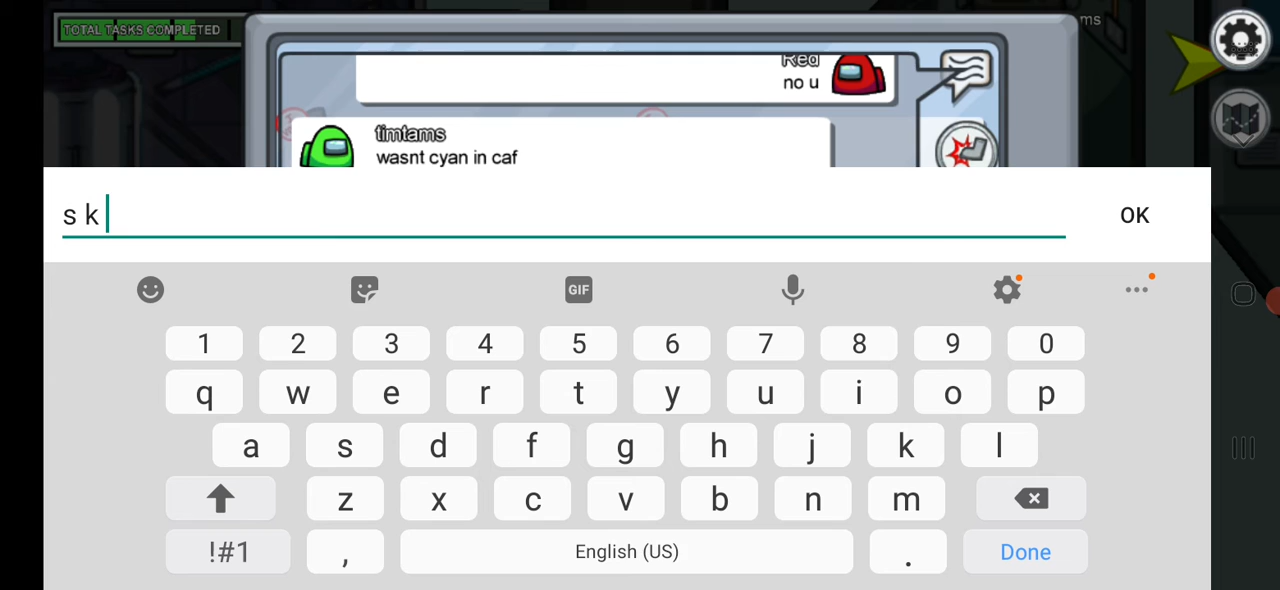 TOTAL TASKS COMPLETED
ms
Red
no u
timtams
wasnt cyan in caf
s k
OK
GIF
1 2 3 4 5 6 7 8 9 0
q w e r t y u i o p
a s d f g h j k l
z x c v b n m
!#1 , English (US) . Done